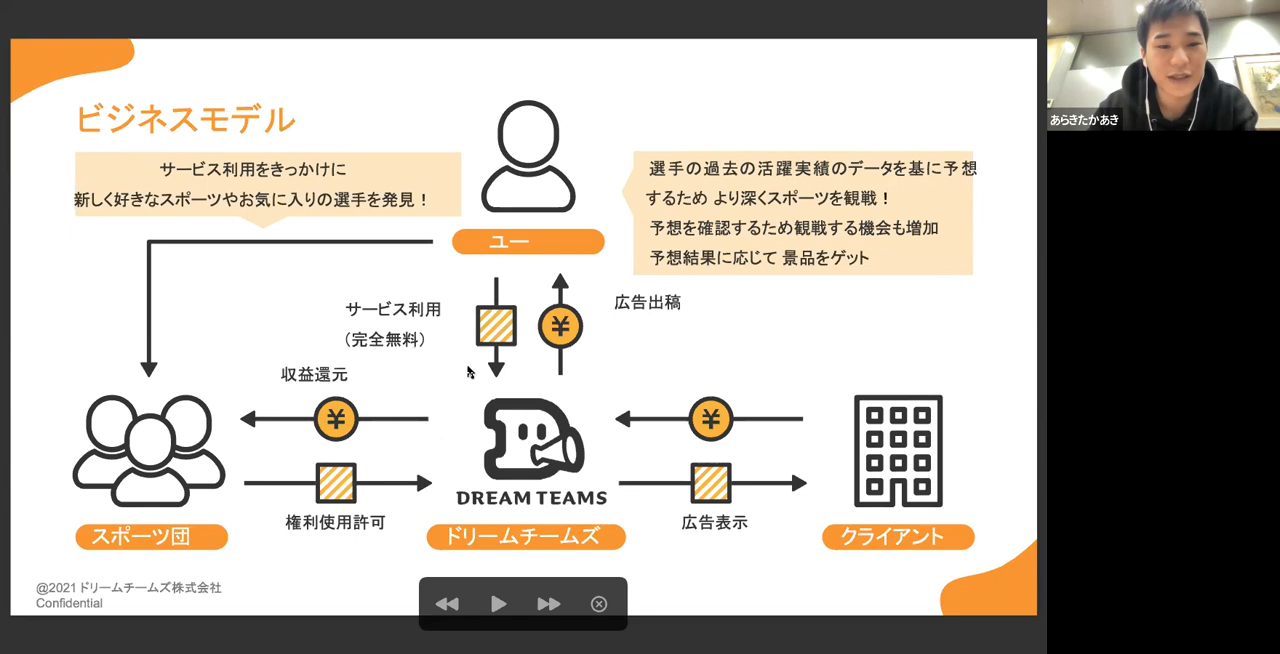 あらきたかあき
ビジネスモデル
サービス利用をきっかけに
新しく好きなスポーツやお気に入りの選手を発見！
選手の過去の活躍実績のデータを基に予想
するため より深くスポーツを観戦！
予想を確認するため観戦する機会も増加
予想結果に応じて 景品をゲット
ユー
サービス利用
（完全無料）
広告出稿
収益還元
¥
¥
¥
DREAM TEAMS
権利使用許可
広告表示
スポーツ団
ドリームチームズ
クライアント
@2021 ドリームチームズ株式会社
Confidential